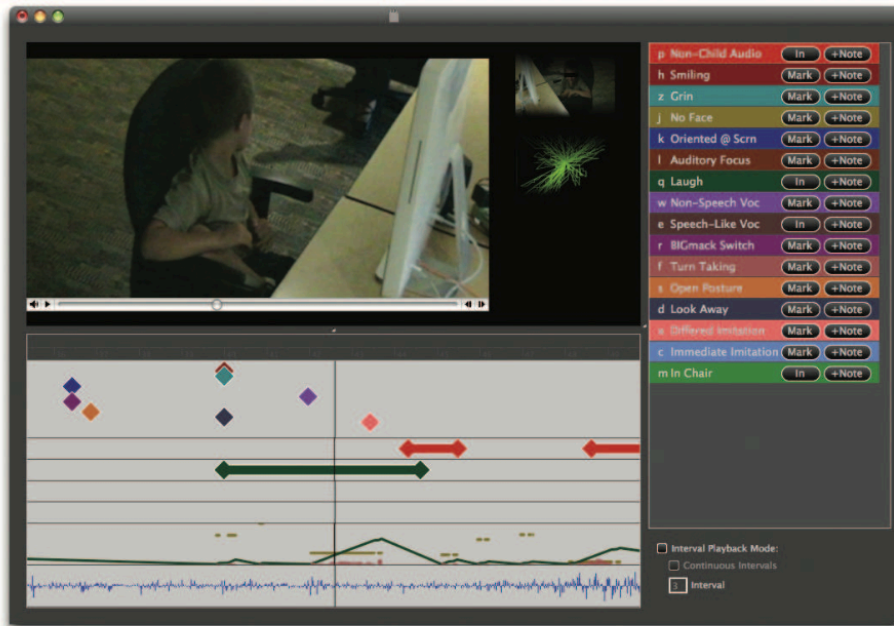 p Non-Child Audio In +Note
h Smiling Mark +Note
z Grin Mark +Note
j No Face Mark +Note
k Oriented @ Scrn Mark +Note
l Auditory Focus Mark +Note
q Laugh In +Note
w Non-Speech Voc Mark +Note
e Speech-Like Voc In +Note
r BIGmack Switch Mark +Note
f Turn Taking Mark +Note
s Open Posture Mark +Note
d Look Away Mark +Note
Differed Imitation Mark +Note
c Immediate Imitation Mark +Note
m In Chair In +Note
Interval Playback Mode:
Continuous Intervals
3 Interval